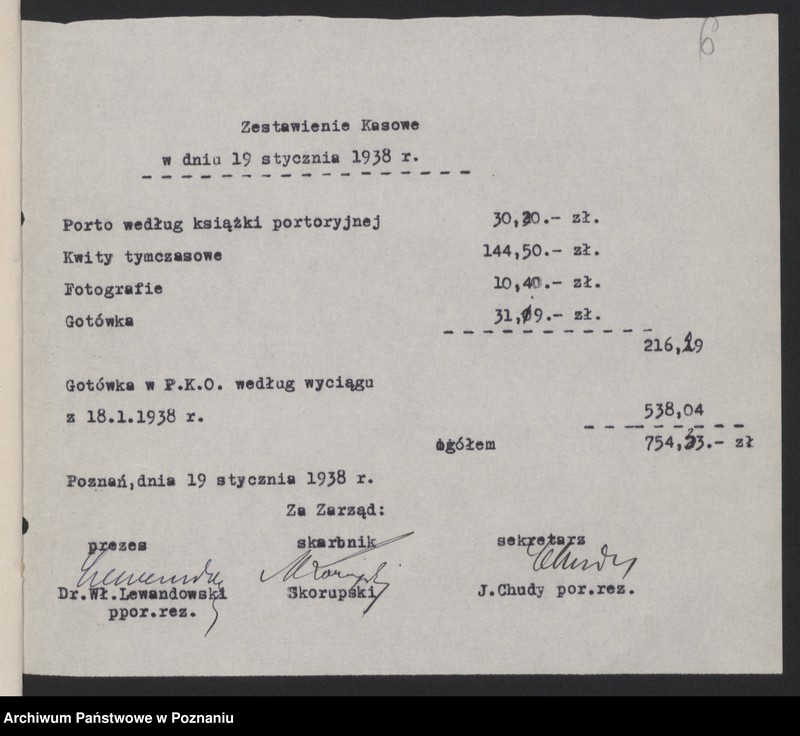 6
Zestawienie Kasowe
w dniu 19 stycznia 1938 r.
Porto według książki portoryjnej 30,20.- zł.
Kwity tymczasowe 144,50.- zł.
Fotografie 10,40.- zł.
Gotówka 31,19.- zł.
216,19
Gotówka w P.K.O. według wyciągu
z 18.1.1938 r. 538,04
ogółem 754,23.- zł
Poznań,dnia 19 stycznia 1938 r.
Za Zarząd:
prezes skarbnik sekretarz
Dr.Wł.Lewandowski Skorupski J.Chudy por.rez.
ppor.rez.
Archiwum Państwowe w Poznaniu